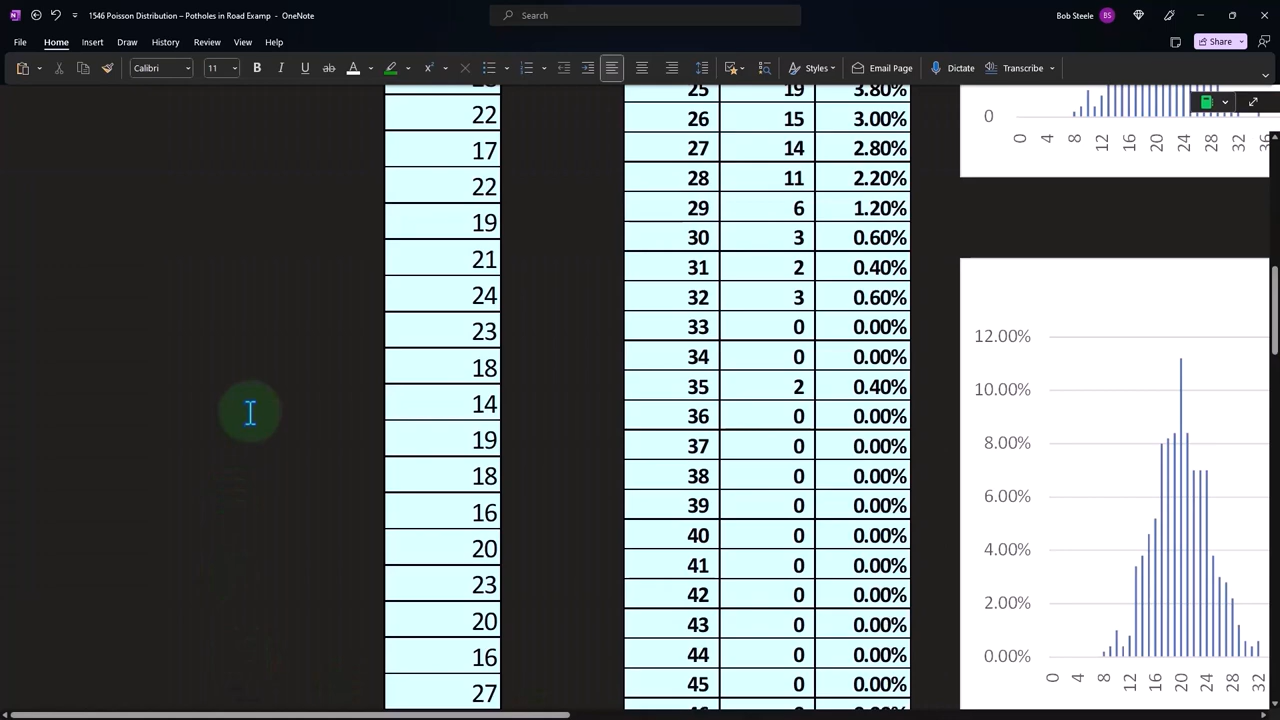 1546 Poisson Distribution – Potholes in Road Examp - OneNote
Search
Bob Steele BS
File Home Insert Draw History Review View Help
Share
Calibri 11 B I U ab A Styles Email Page Dictate Transcribe
22
17
22
19
21
24
23
18
14
19
18
16
20
23
20
16
27
25 19 3.80%
26 15 3.00%
27 14 2.80%
28 11 2.20%
29 6 1.20%
30 3 0.60%
31 2 0.40%
32 3 0.60%
33 0 0.00%
34 0 0.00%
35 2 0.40%
36 0 0.00%
37 0 0.00%
38 0 0.00%
39 0 0.00%
40 0 0.00%
41 0 0.00%
42 0 0.00%
43 0 0.00%
44 0 0.00%
45 0 0.00%
0
0 4 8 12 16 20 24 28 32 36
12.00%
10.00%
8.00%
6.00%
4.00%
2.00%
0.00%
0 4 8 12 16 20 24 28 32